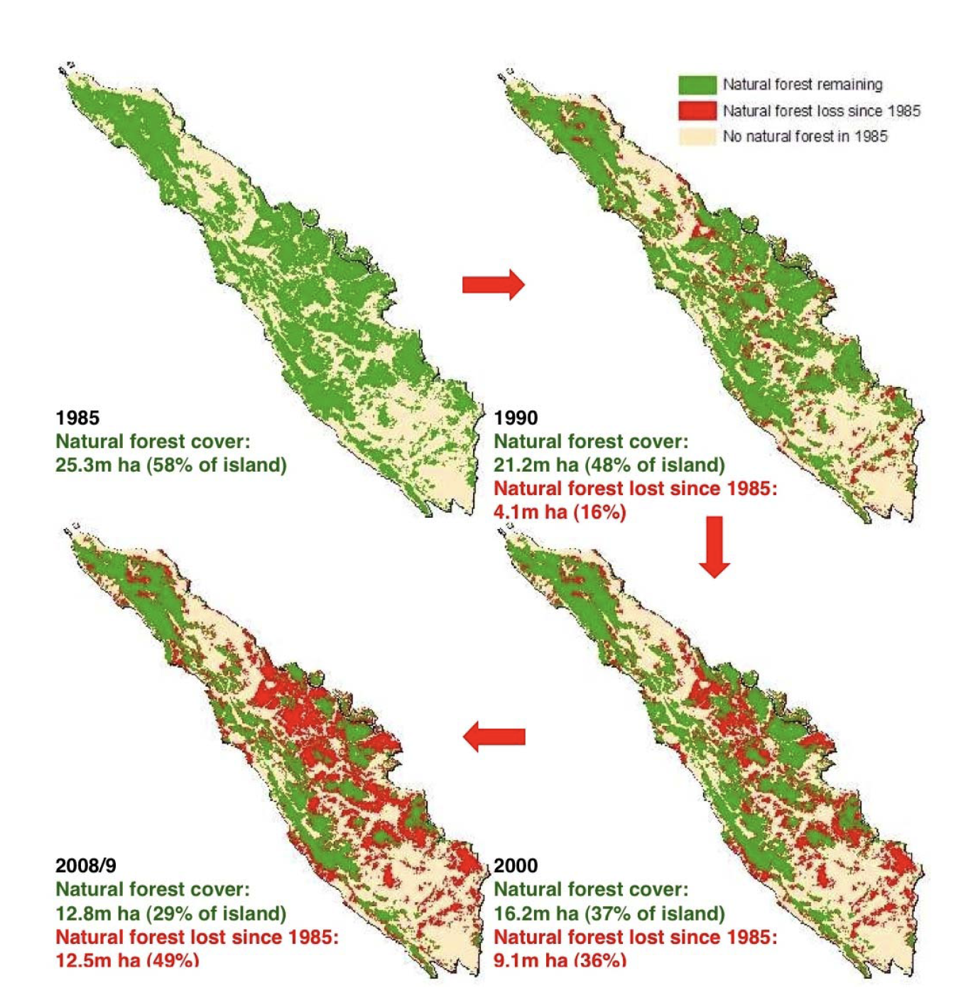 Natural forest remaining
Natural forest loss since 1985
No natural forest in 1985
1985
Natural forest cover:
25.3m ha (58% of island)
1990
Natural forest cover:
21.2m ha (48% of island)
Natural forest lost since 1985:
4.1m ha (16%)
2008/9
Natural forest cover:
12.8m ha (29% of island)
Natural forest lost since 1985:
12.5m ha (49%)
2000
Natural forest cover:
16.2m ha (37% of island)
Natural forest lost since 1985:
9.1m ha (36%)